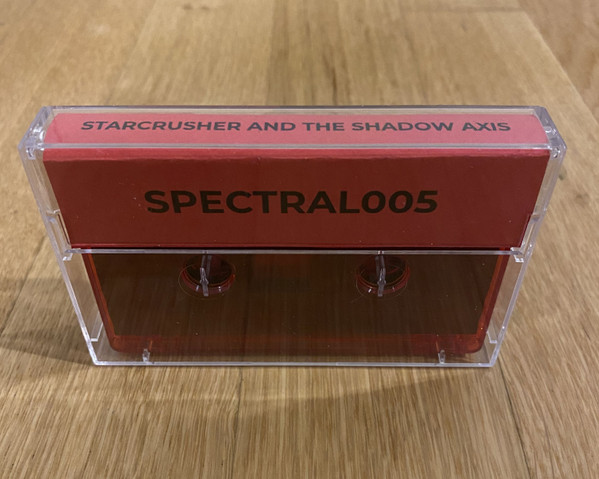 STARCRUSHER AND THE SHADOW AXIS
SPECTRAL005